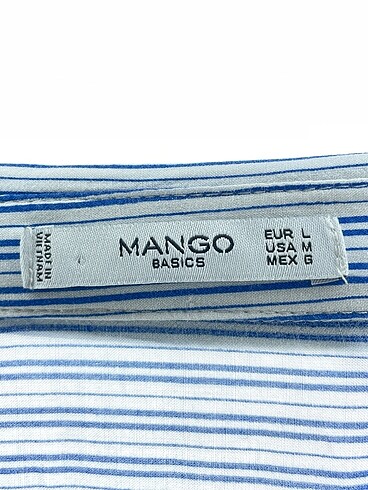 MADE IN
VIETNAM
MANGO
BASICS
EUR L
USA M
MEX G